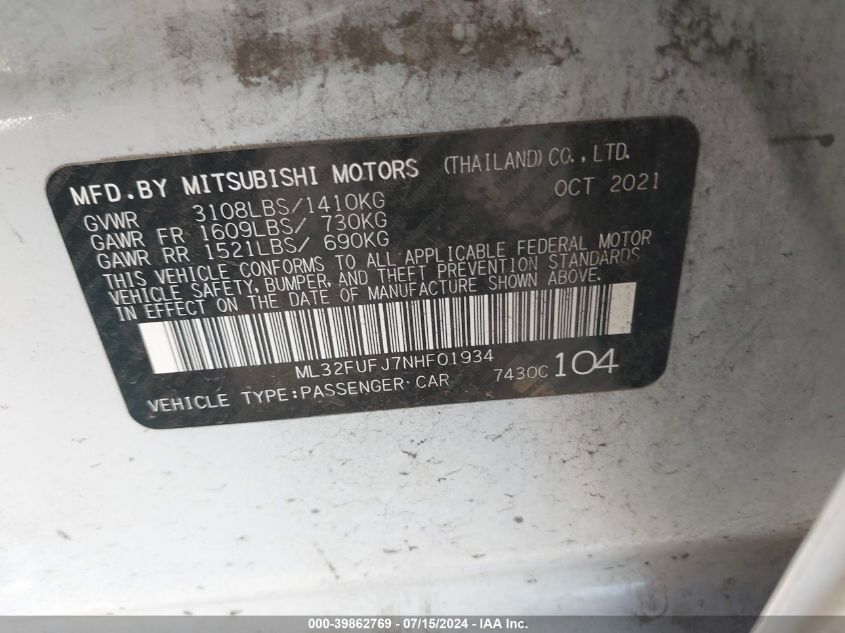 MFD.BY MITSUBISHI MOTORS (THAILAND) CO., LTD.
GVWR 3108LBS/1410KG OCT 2021
GAWR FR 1609LBS/ 730KG
GAWR RR 1521LBS/ 690KG
THIS VEHICLE CONFORMS TO ALL APPLICABLE FEDERAL MOTOR
VEHICLE SAFETY, BUMPER, AND THEFT PREVENTION STANDARDS
IN EFFECT ON THE DATE OF MANUFACTURE SHOWN ABOVE.
ML32FUFJ7NHF01934
VEHICLE TYPE:PASSENGER CAR 7430C 104
000-39862769 - 07/15/2024 - IAA Inc.